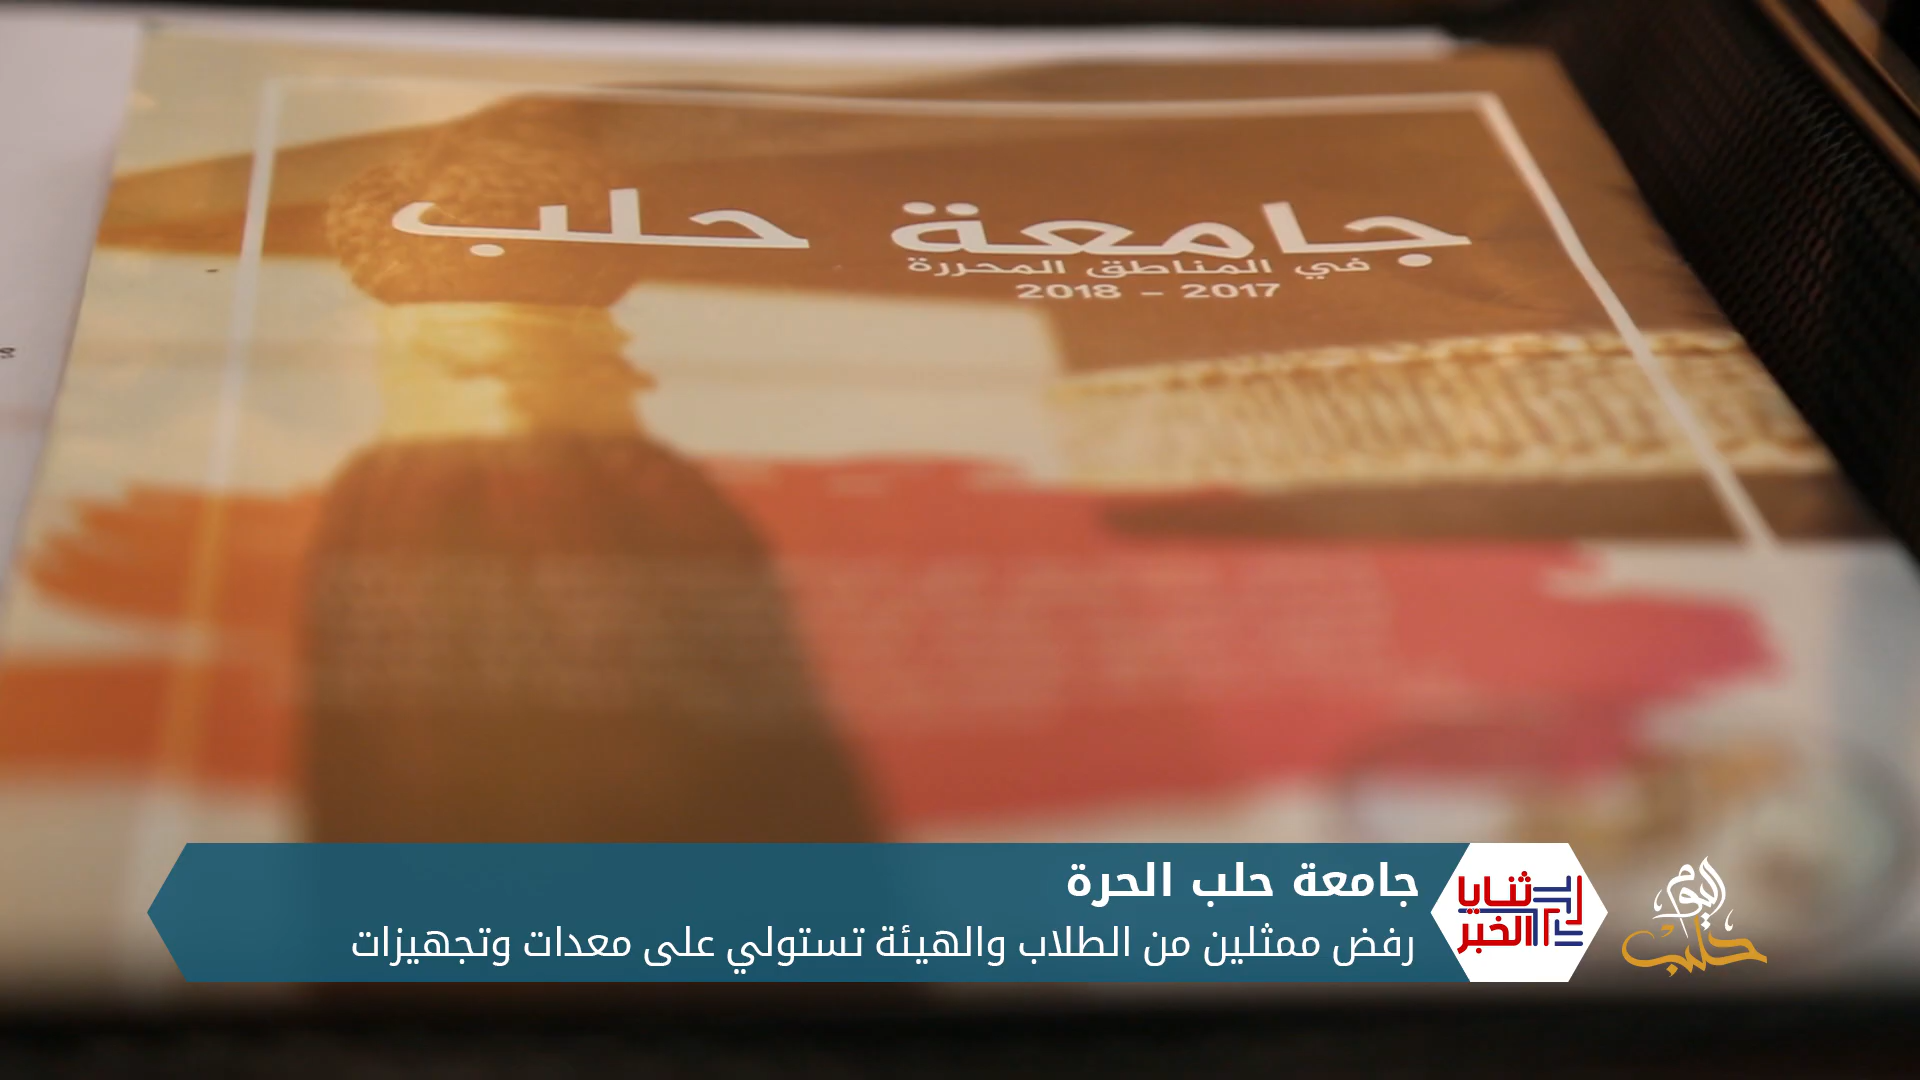 جامعة حلب
في المناطق المحررة
2017 - 2018
جامعة حلب الحرة
رفض ممثلين من الطلاب والهيئة تستولي على معدات وتجهيزات
ثنايا
الخبر
حلب
اليوم